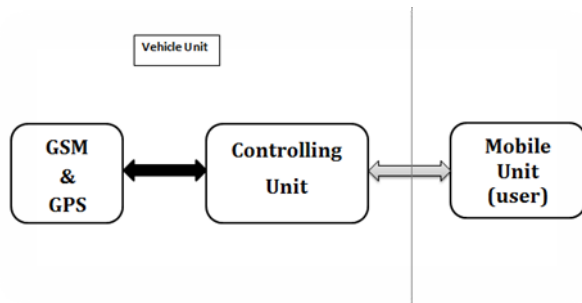 Vehicle Unit
GSM
&
GPS
Controlling
Unit
Mobile
Unit
(user)